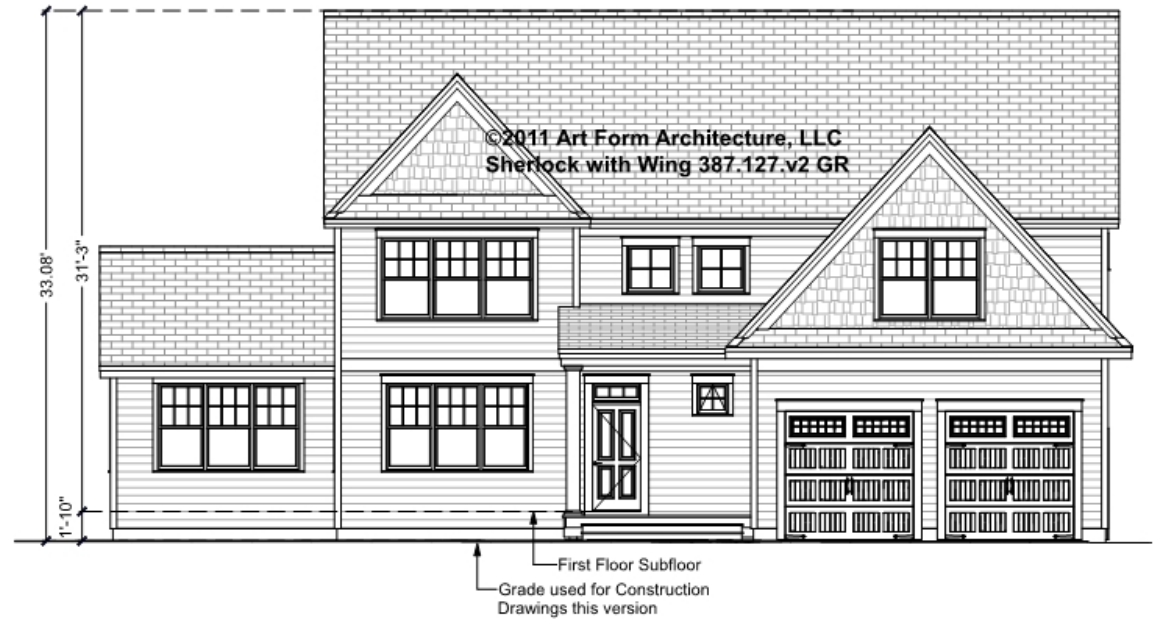 ©2011 Art Form Architecture, LLC
Sherlock with Wing 387.127.v2 GR
33.08'
31'-3"
1'-10"
First Floor Subfloor
Grade used for Construction
Drawings this version